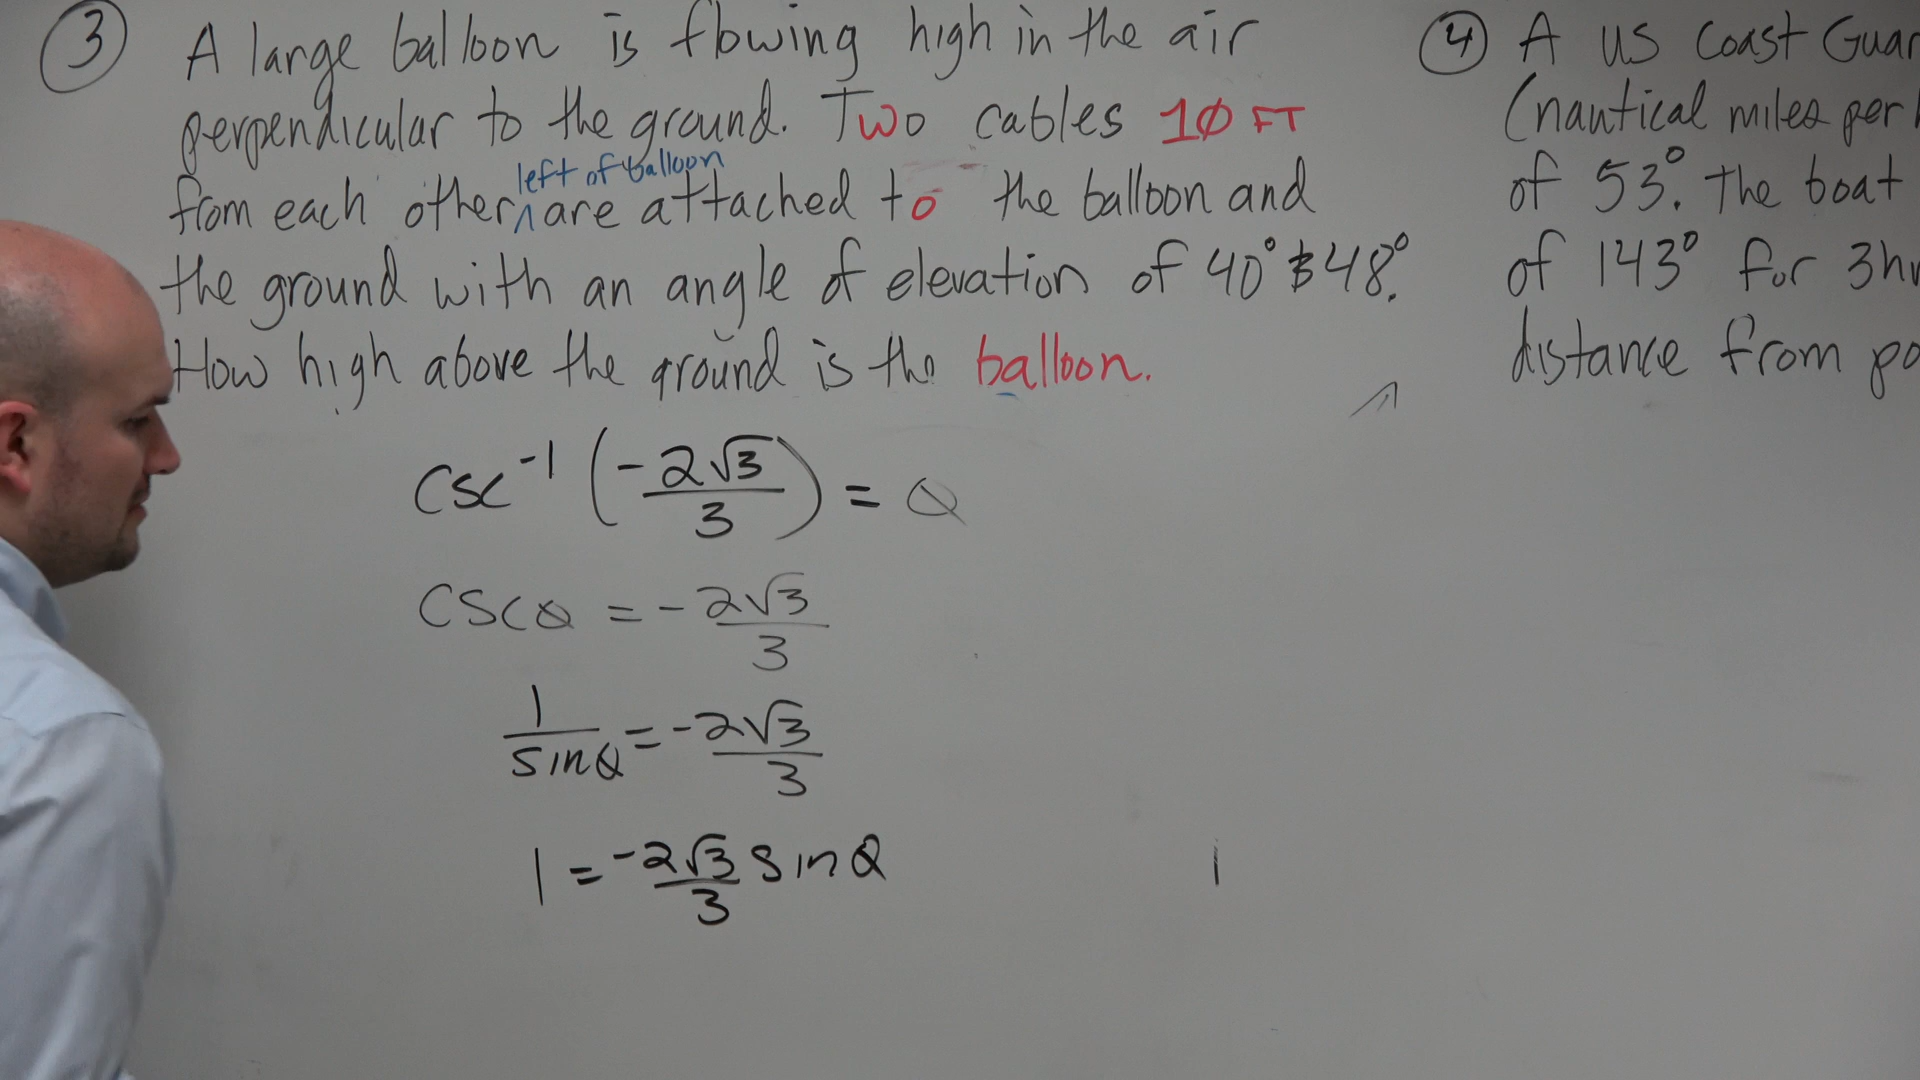 ③ A large balloon is flowing high in the air
perpendicular to the ground. Two cables 10 FT
left of balloon
from each other, ^ are attached to the balloon and
the ground with an angle of elevation of 40° & 48°.
How high above the ground is the balloon.
csc⁻¹ (-2√3/3) = θ
CSCθ = -2√3/3
1/sinθ = -2√3/3
1 = -2√3/3 sinθ
1
④ A US Coast Guar
(nautical miles per h
of 53°. The boat
of 143° for 3hr
distance from po